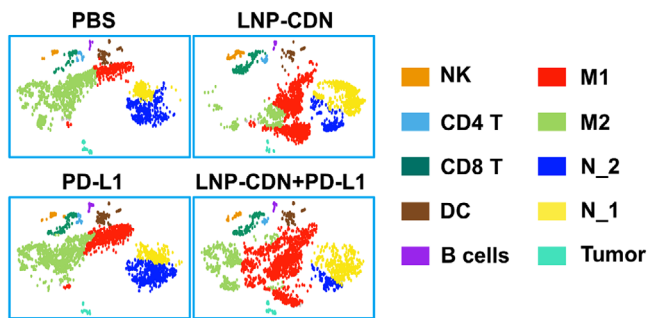 PBS
LNP-CDN
PD-L1
LNP-CDN+PD-L1
NK
M1
CD4 T
M2
CD8 T
N_2
DC
N_1
B cells
Tumor